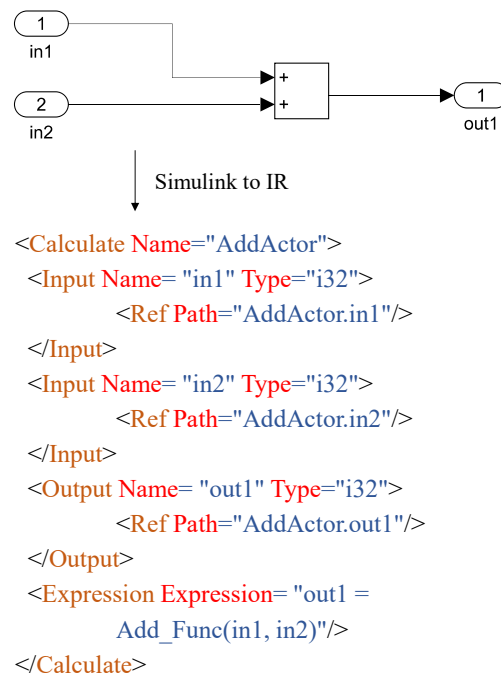 1
in1
2
in2
+
+
1
out1
Simulink to IR
<Calculate Name="AddActor">
<Input Name= "in1" Type="i32">
<Ref Path="AddActor.in1"/>
</Input>
<Input Name= "in2" Type="i32">
<Ref Path="AddActor.in2"/>
</Input>
<Output Name= "out1" Type="i32">
<Ref Path="AddActor.out1"/>
</Output>
<Expression Expression= "out1 =
Add_Func(in1, in2)"/>
</Calculate>